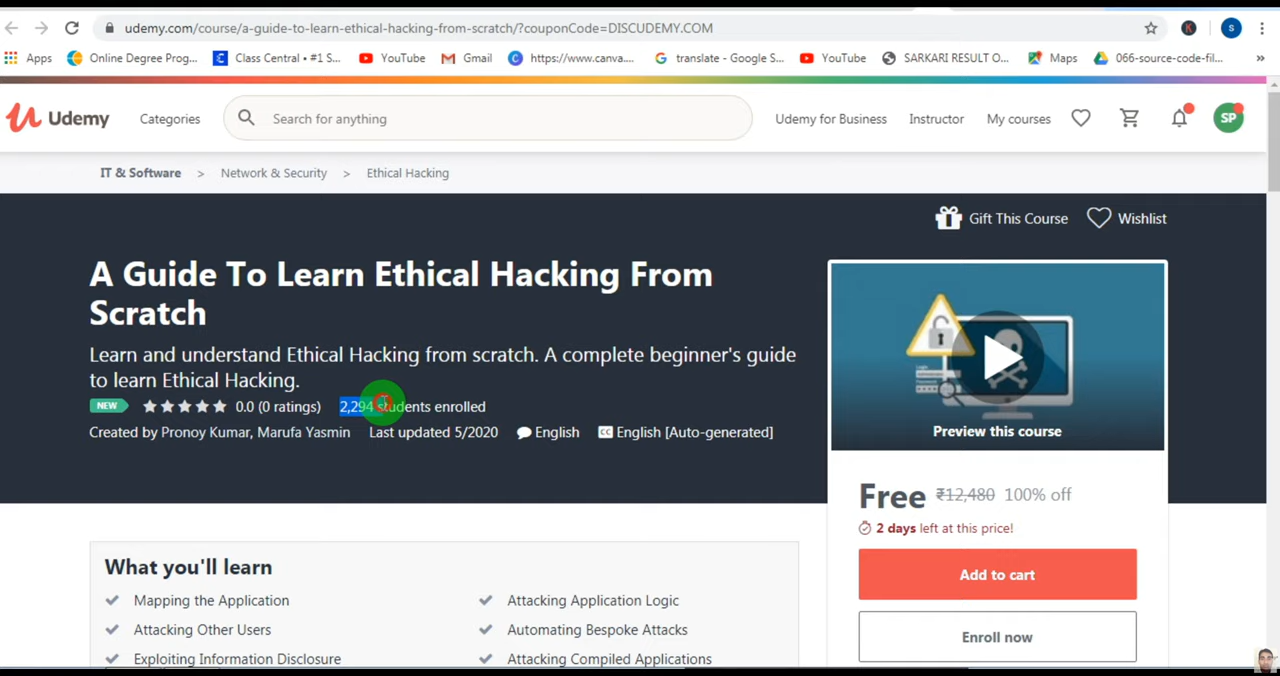 udemy.com/course/a-guide-to-learn-ethical-hacking-from-scratch/?couponCode=DISCUDEMY.COM
K
S
Apps
Online Degree Prog...
Class Central • #1 S...
YouTube
Gmail
https://www.canva....
translate - Google S...
YouTube
SARKARI RESULT O...
Maps
066-source-code-fil...
»
Udemy
Categories
Search for anything
Udemy for Business
Instructor
My courses
SP
IT & Software > Network & Security > Ethical Hacking
Gift This Course
Wishlist
A Guide To Learn Ethical Hacking From
Scratch
Learn and understand Ethical Hacking from scratch. A complete beginner's guide
to learn Ethical Hacking.
NEW 0.0 (0 ratings) 2,294 students enrolled
Created by Pronoy Kumar, Marufa Yasmin Last updated 5/2020 English CC English [Auto-generated]
Preview this course
Free ₹12,480 100% off
2 days left at this price!
Add to cart
Enroll now
What you'll learn
Mapping the Application
Attacking Application Logic
Attacking Other Users
Automating Bespoke Attacks
Exploiting Information Disclosure
Attacking Compiled Applications